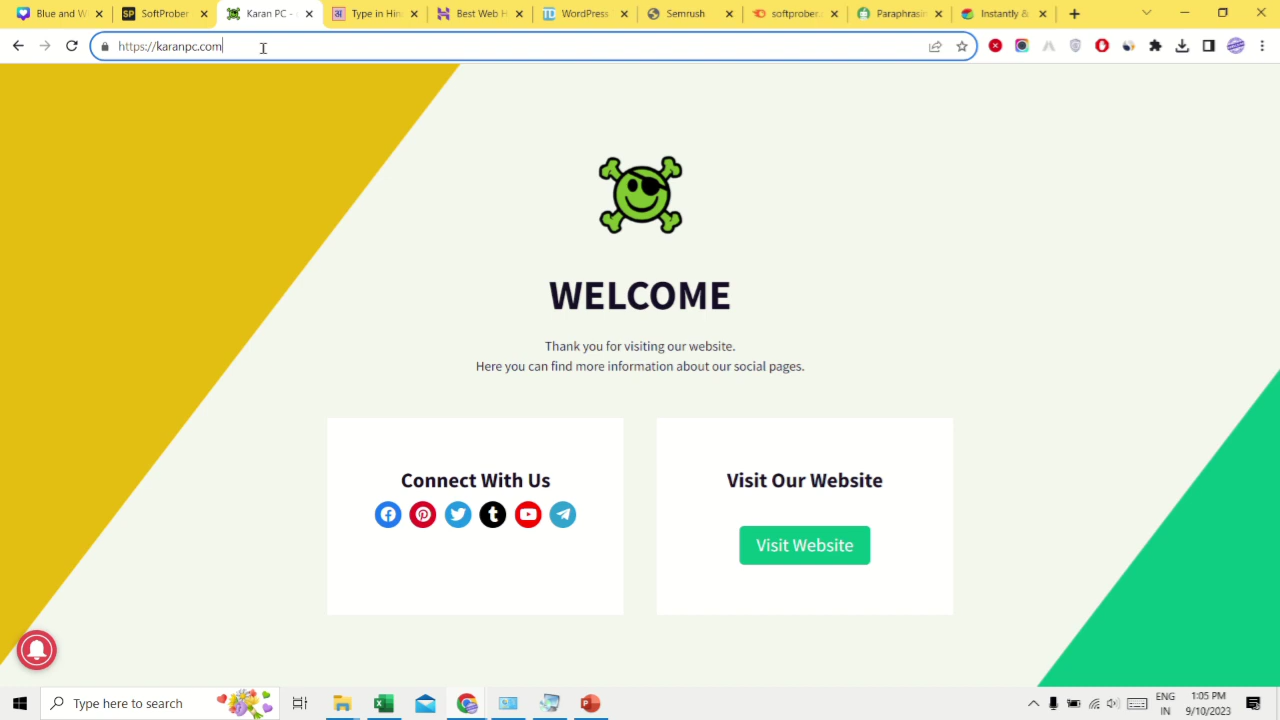 Blue and W
SP SoftProber
Karan PC -
Type in Hin
Best Web H
TD WordPress
Semrush
softprober.
Paraphrasin
Instantly &
https://karanpc.com
WELCOME
Thank you for visiting our website.
Here you can find more information about our social pages.
Connect With Us
Visit Our Website
Visit Website
Type here to search
ENG
IN
1:05 PM
9/10/2023